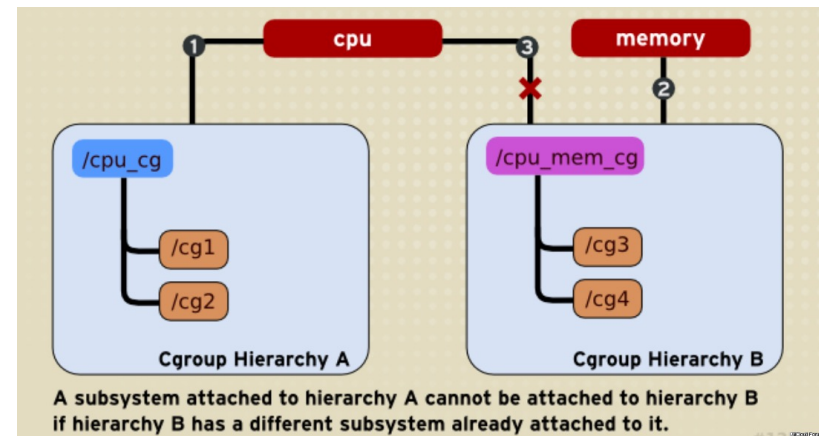 cpu
memory
1
3
2
/cpu_cg
/cpu_mem_cg
/cg1
/cg3
/cg2
/cg4
Cgroup Hierarchy A
Cgroup Hierarchy B
A subsystem attached to hierarchy A cannot be attached to hierarchy B
if hierarchy B has a different subsystem already attached to it.